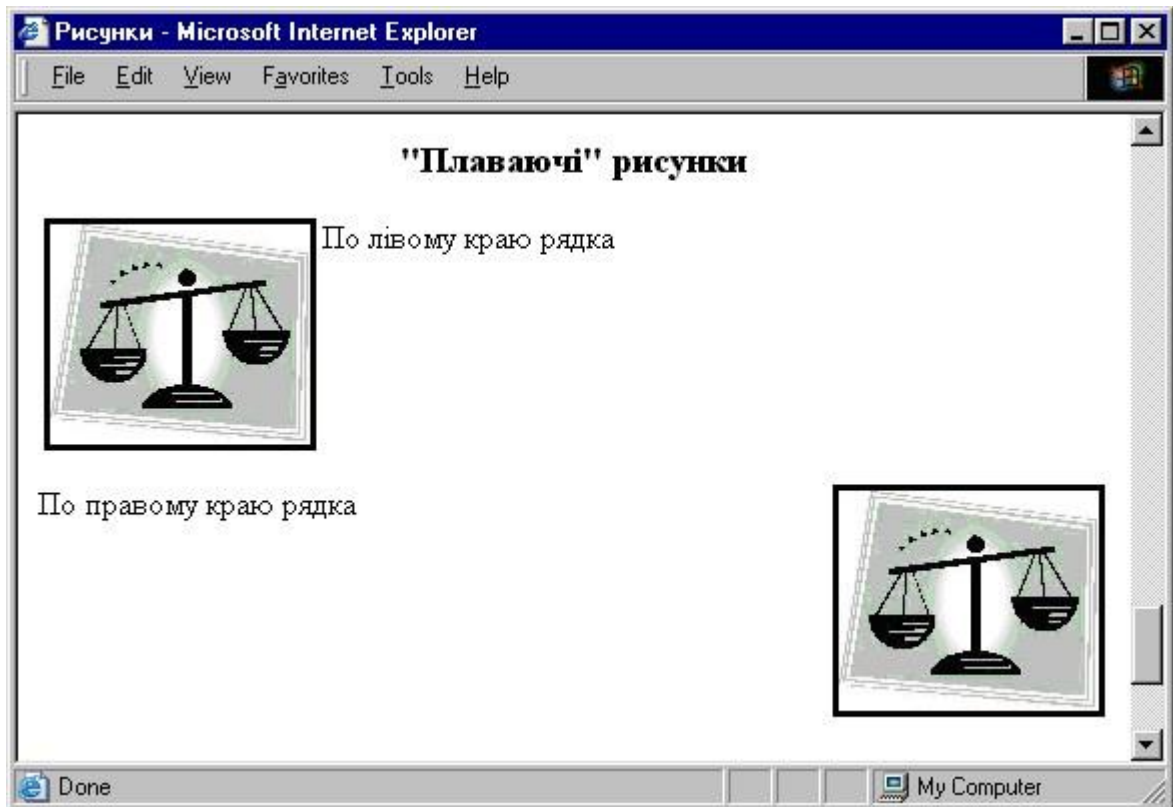 Рисунки - Microsoft Internet Explorer
File Edit View Favorites Tools Help
"Плаваючі" рисунки
По лівому краю рядка
По правому краю рядка
Done My Computer